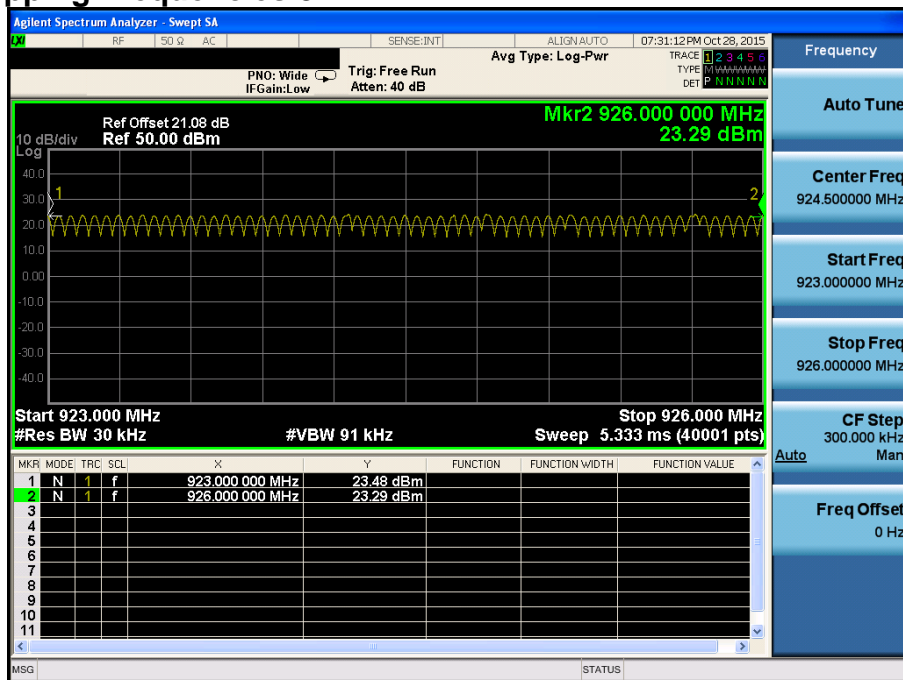 Agilent Spectrum Analyzer - Swept SA
LXI RF 50 Ω AC SENSE:INT ALIGN AUTO 07:31:12 PM Oct 28, 2015
PNO: Wide Trig: Free Run Avg Type: Log-Pwr TRACE 1 2 3 4 5 6
IFGain:Low Atten: 40 dB TYPE M
DET P N N N N N
Frequency
Auto Tune
Mkr2 926.000 000 MHz
23.29 dBm
Ref Offset 21.08 dB
10 dB/div Ref 50.00 dBm
Log
40.0
30.0
20.0
10.0
0.00
-10.0
-20.0
-30.0
-40.0
1
2
Start 923.000 MHz Stop 926.000 MHz
#Res BW 30 kHz #VBW 91 kHz Sweep 5.333 ms (40001 pts)
Center Freq
924.500000 MHz
Start Freq
923.000000 MHz
Stop Freq
926.000000 MHz
CF Step
300.000 kHz
Auto Man
Freq Offset
0 Hz
MKR MODE TRC SCL X Y FUNCTION FUNCTION WIDTH FUNCTION VALUE
1 N 1 f 923.000 000 MHz 23.48 dBm
2 N 1 f 926.000 000 MHz 23.29 dBm
3
4
5
6
7
8
9
10
11
MSG STATUS